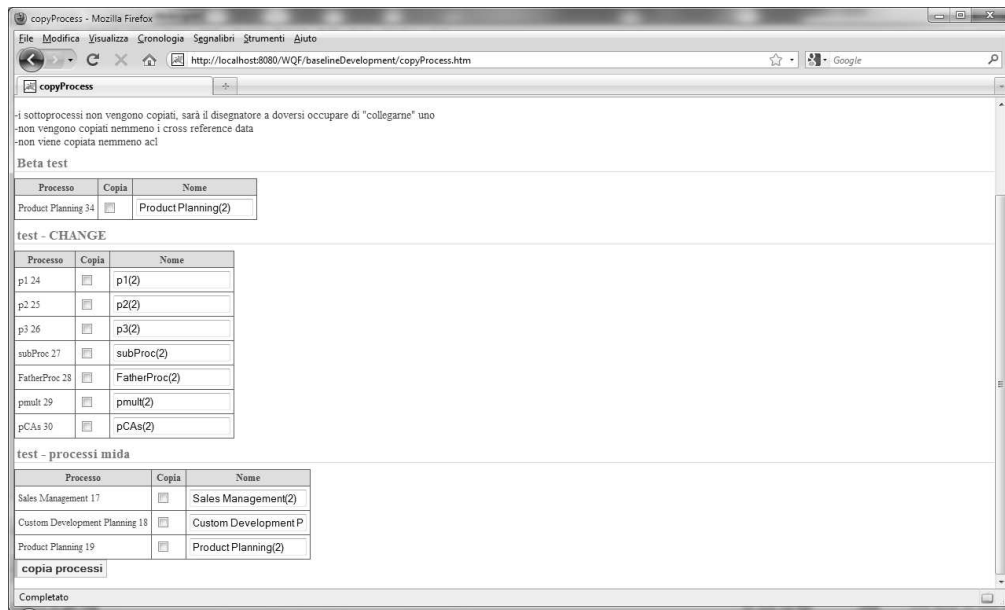 copyProcess - Mozilla Firefox
File Modifica Visualizza Cronologia Segnalibri Strumenti Aiuto
http://localhost:8080/WQF/baselineDevelopment/copyProcess.htm Google
copyProcess
-i sottoprocessi non vengono copiati, sarà il disegnatore a doversi occupare di "collegarne" uno
-non vengono copiati nemmeno i cross reference data
-non viene copiata nemmeno acl
Beta test
Processo Copia Nome
Product Planning 34 Product Planning(2)
test - CHANGE
Processo Copia Nome
p1 24 p1(2)
p2 25 p2(2)
p3 26 p3(2)
subProc 27 subProc(2)
FatherProc 28 FatherProc(2)
pmult 29 pmult(2)
pCAs 30 pCAs(2)
test - processi mida
Processo Copia Nome
Sales Management 17 Sales Management(2)
Custom Development Planning 18 Custom Development P
Product Planning 19 Product Planning(2)
copia processi
Completato